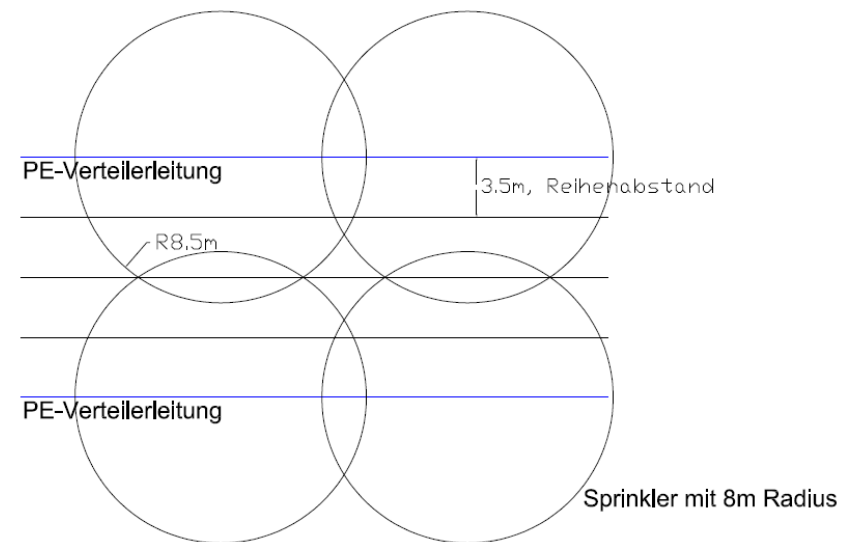 PE-Verteilerleitung
3.5m, Reihenabstand
R8,5m
PE-Verteilerleitung
Sprinkler mit 8m Radius